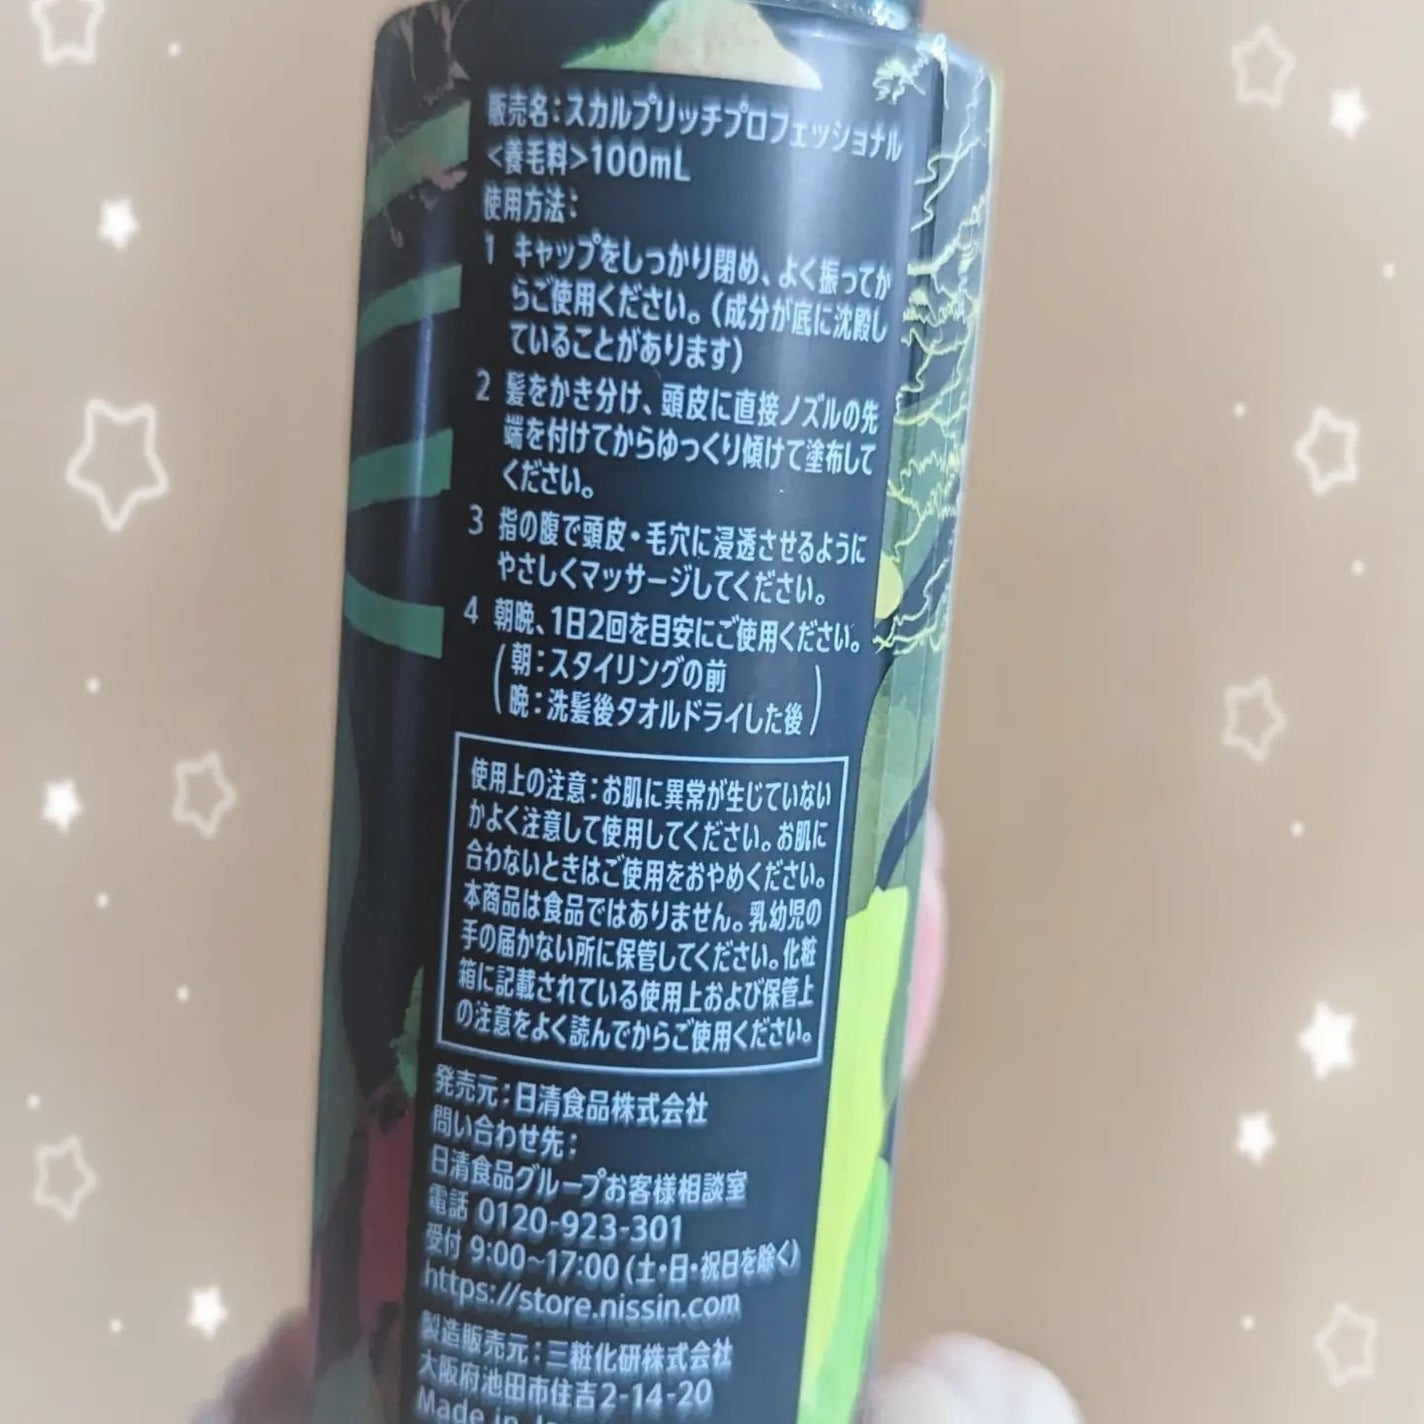 販売名：スカルプリッチプロフェッショナル
<養毛料>100mL
使用方法：
1 キャップをしっかり閉め、よく振ってか
らご使用ください。（成分が底に沈殿し
ていることがあります）
2 髪をかき分け、頭皮に直接ノズルの先
端を付けてからゆっくり傾けて塗布して
ください。
3 指の腹で頭皮・毛穴に浸透させるように
やさしくマッサージしてください。
4 朝晩、1日2回を目安にご使用ください。
（朝：スタイリングの前
晩：洗髪後タオルドライした後）
使用上の注意：お肌に異常が生じていない
かよく注意して使用してください。お肌に
合わないときはご使用をおやめください。
本商品は食品ではありません。乳幼児の
手の届かない所に保管してください。化粧
箱に記載されている使用上および保管上
の注意をよく読んでからご使用ください。
発売元：日清食品株式会社
問い合わせ先：
日清食品グループお客様相談室
電話 0120-923-301
受付 9:00~17:00（土・日・祝日を除く）
https://store.nissin.com
製造販売元：三粧化研株式会社
大阪府池田市住吉2-14-20
Made in